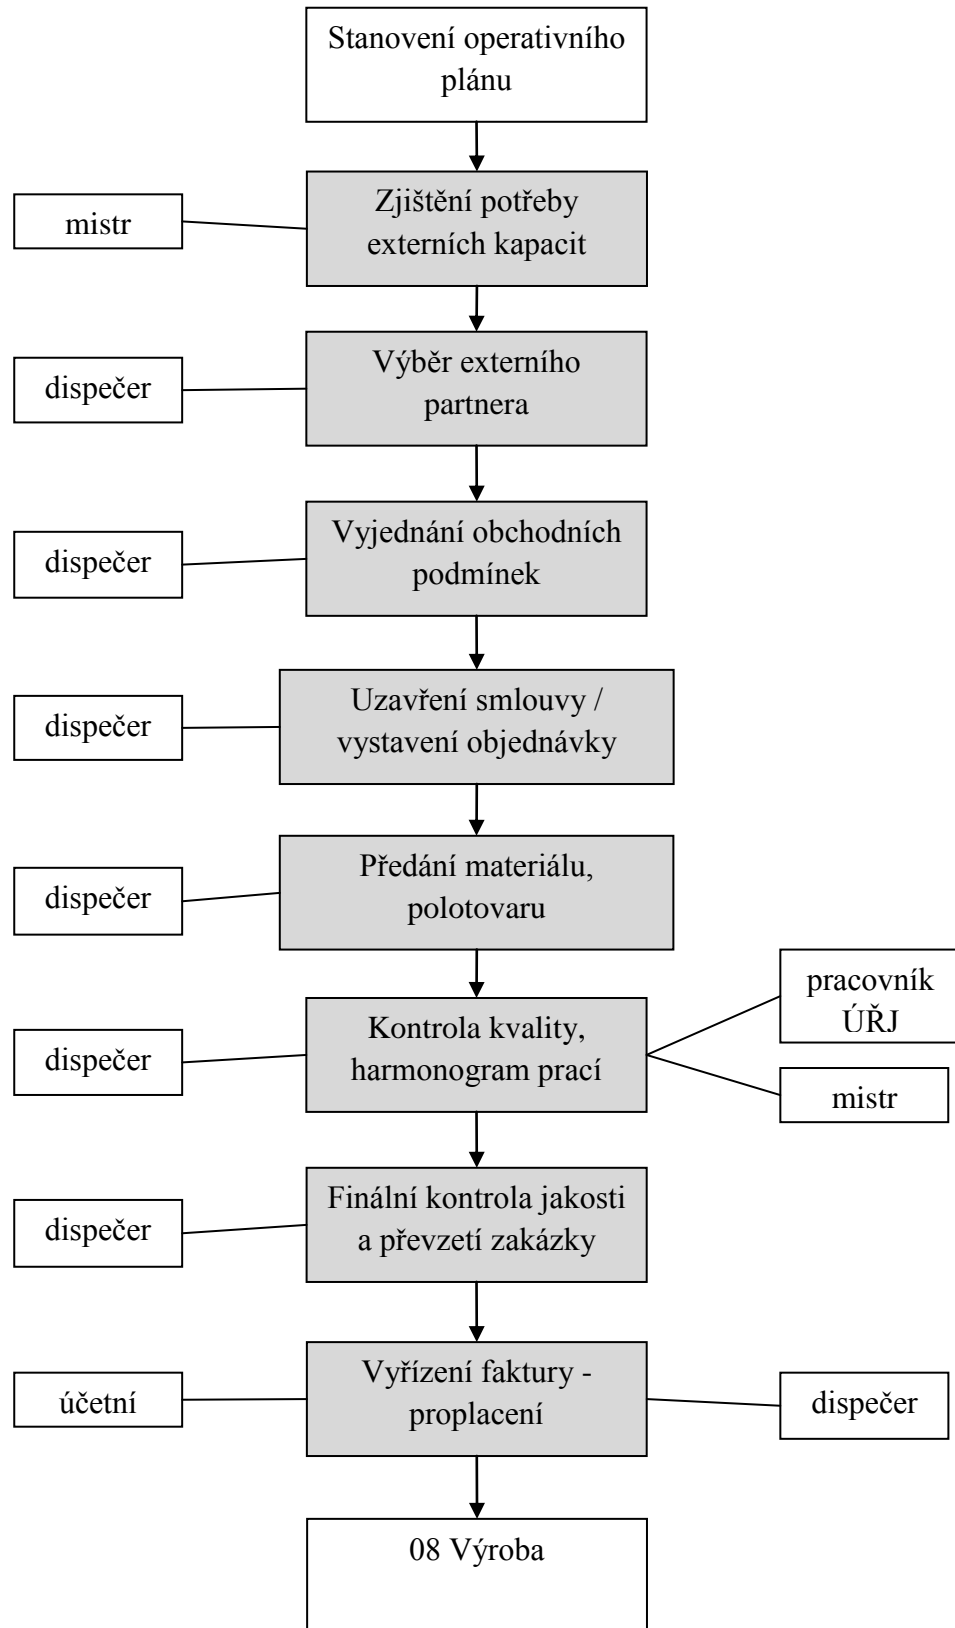 Stanovení operativního
plánu
mistr
Zjištění potřeby
externích kapacit
dispečer
Výběr externího
partnera
dispečer
Vyjednání obchodních
podmínek
dispečer
Uzavření smlouvy /
vystavení objednávky
dispečer
Předání materiálu,
polotovaru
dispečer
Kontrola kvality,
harmonogram prací
pracovník
ÚŘJ
mistr
dispečer
Finální kontrola jakosti
a převzetí zakázky
účetní
Vyřízení faktury -
proplacení
dispečer
08 Výroba